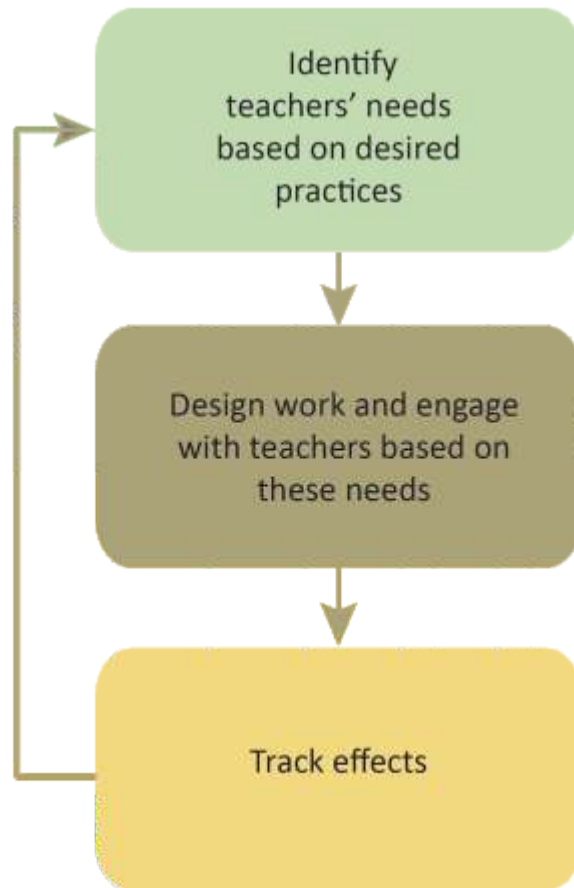 Identify
teachers’ needs
based on desired
practices
Design work and engage
with teachers based on
these needs
Track effects